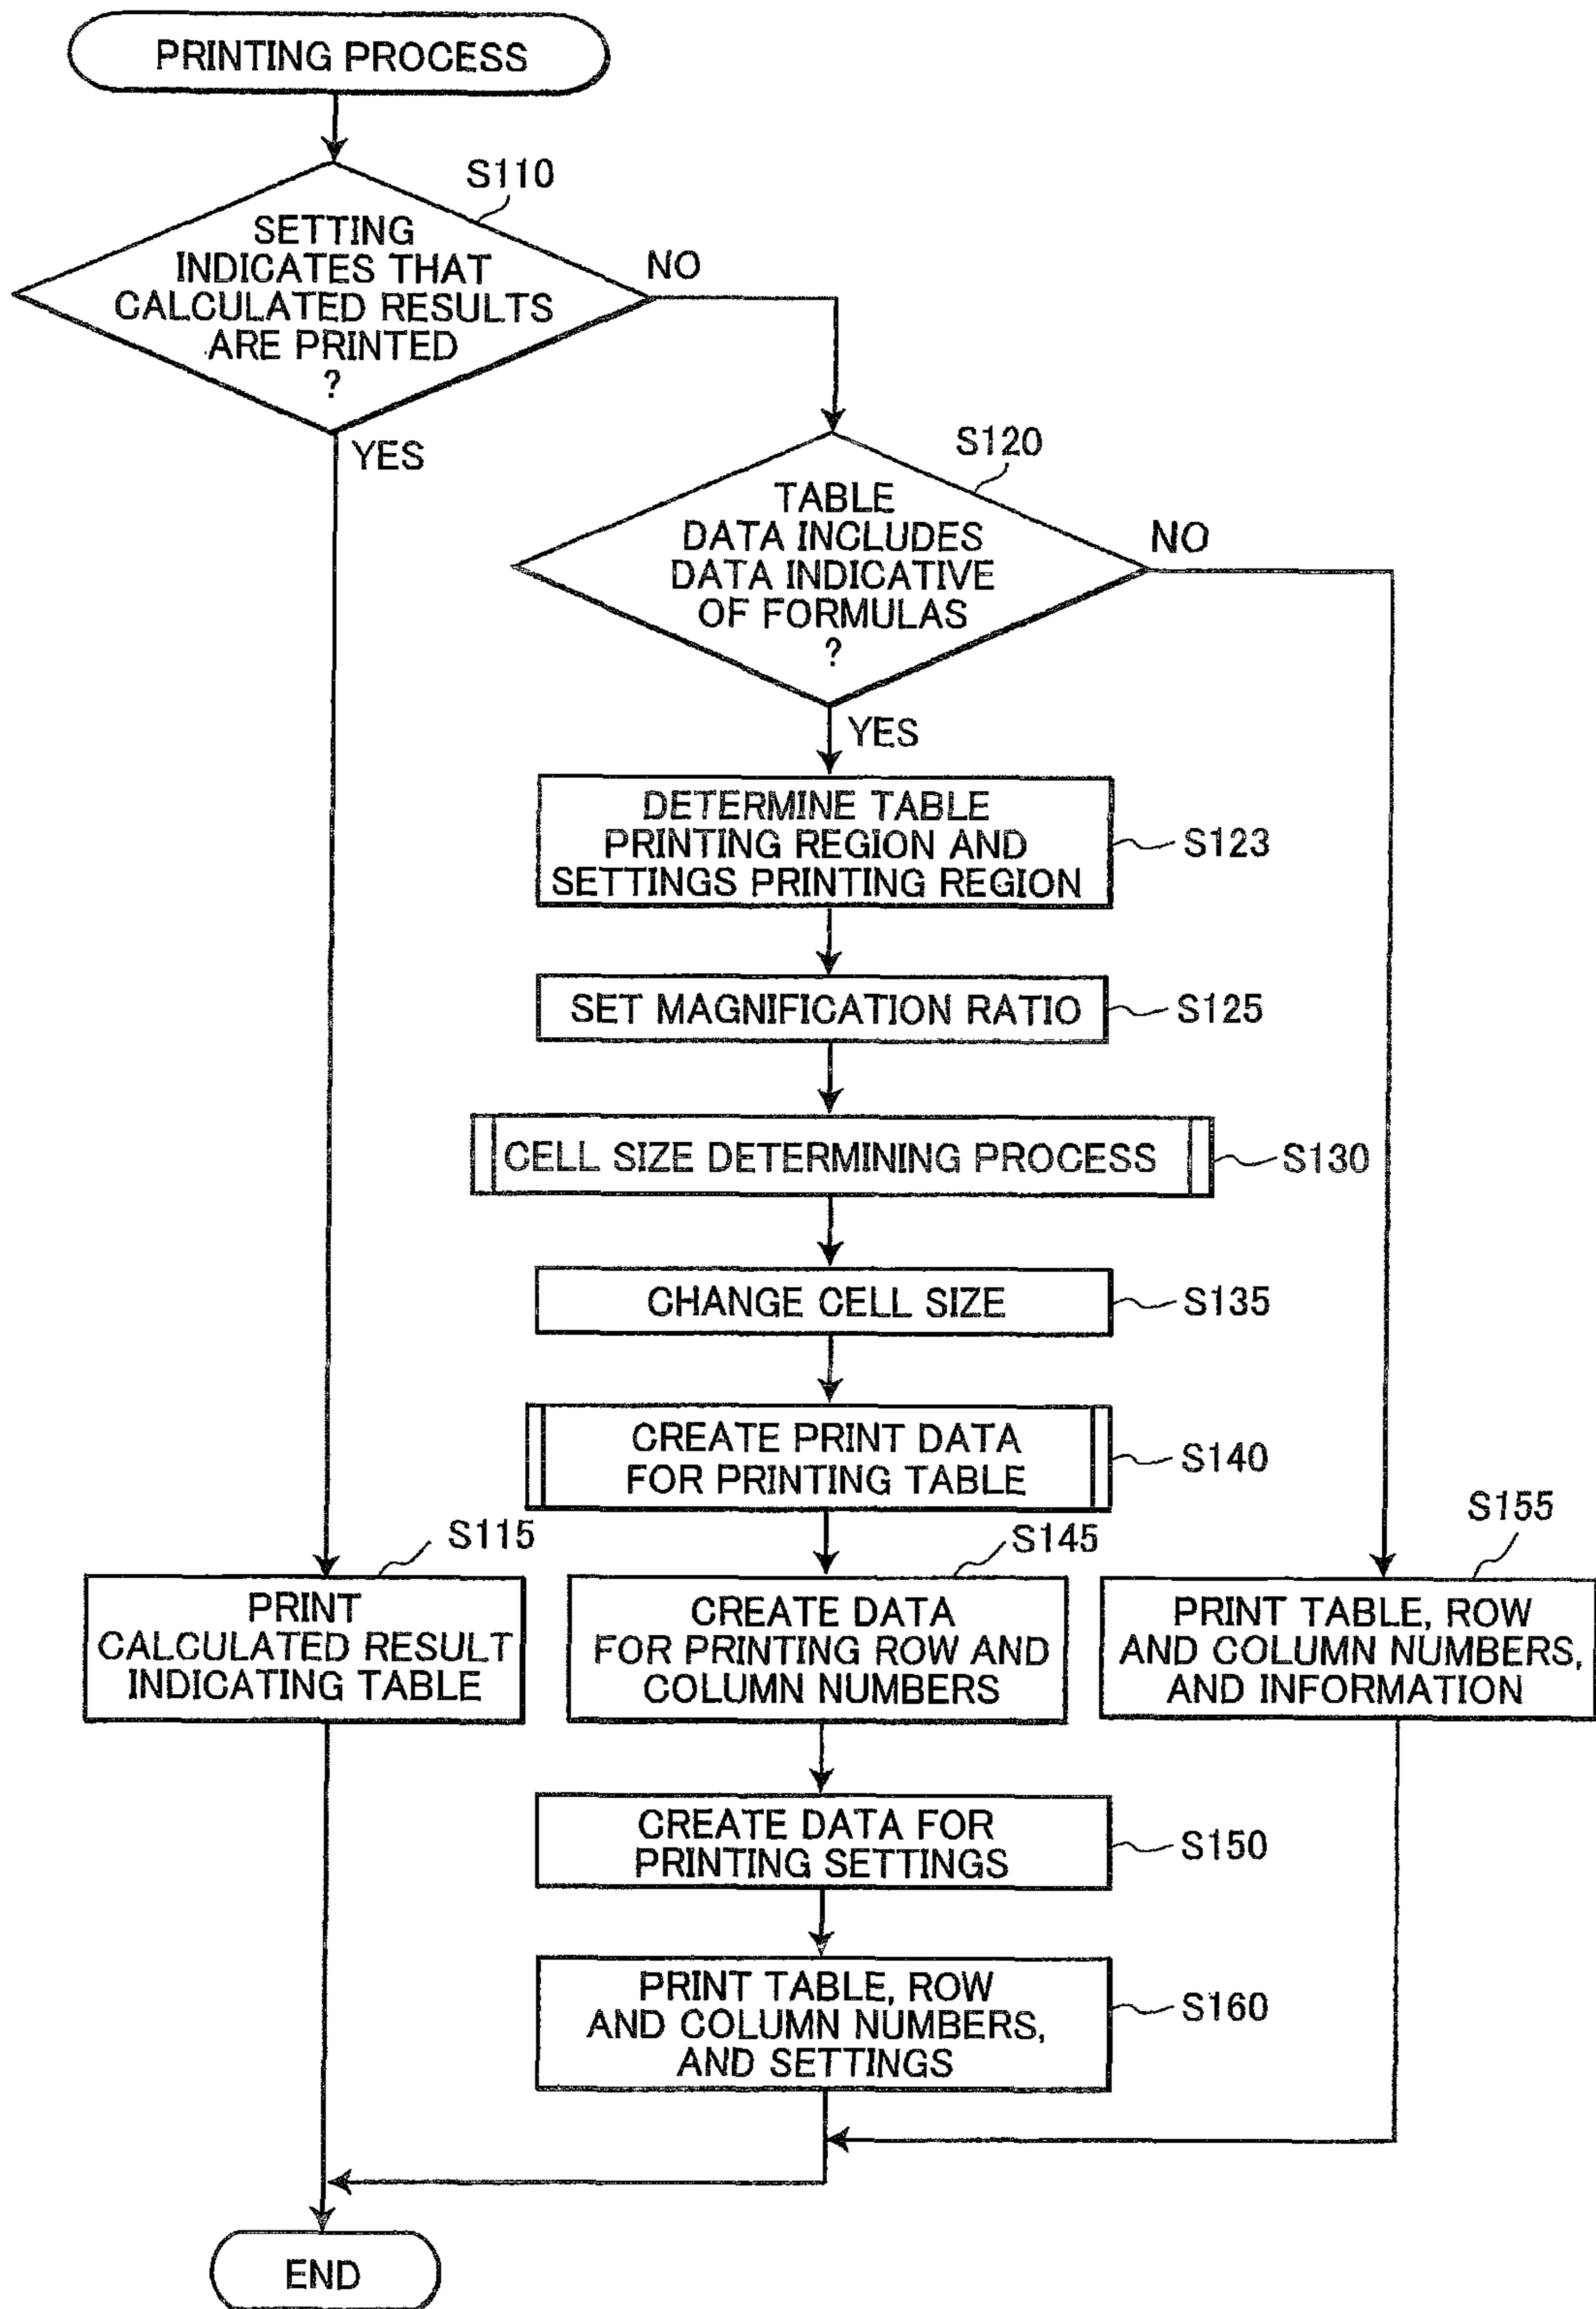 PRINTING PROCESS
S110
SETTING
INDICATES THAT
CALCULATED RESULTS
ARE PRINTED
?
NO
YES
S120
TABLE
DATA INCLUDES
DATA INDICATIVE
OF FORMULAS
?
NO
YES
DETERMINE TABLE
PRINTING REGION AND
SETTINGS PRINTING REGION
S123
SET MAGNIFICATION RATIO
S125
CELL SIZE DETERMINING PROCESS
S130
CHANGE CELL SIZE
S135
CREATE PRINT DATA
FOR PRINTING TABLE
S140
S115
PRINT
CALCULATED RESULT
INDICATING TABLE
S145
CREATE DATA
FOR PRINTING ROW AND
COLUMN NUMBERS
S155
PRINT TABLE, ROW
AND COLUMN NUMBERS,
AND INFORMATION
CREATE DATA FOR
PRINTING SETTINGS
S150
PRINT TABLE, ROW
AND COLUMN NUMBERS,
AND SETTINGS
S160
END